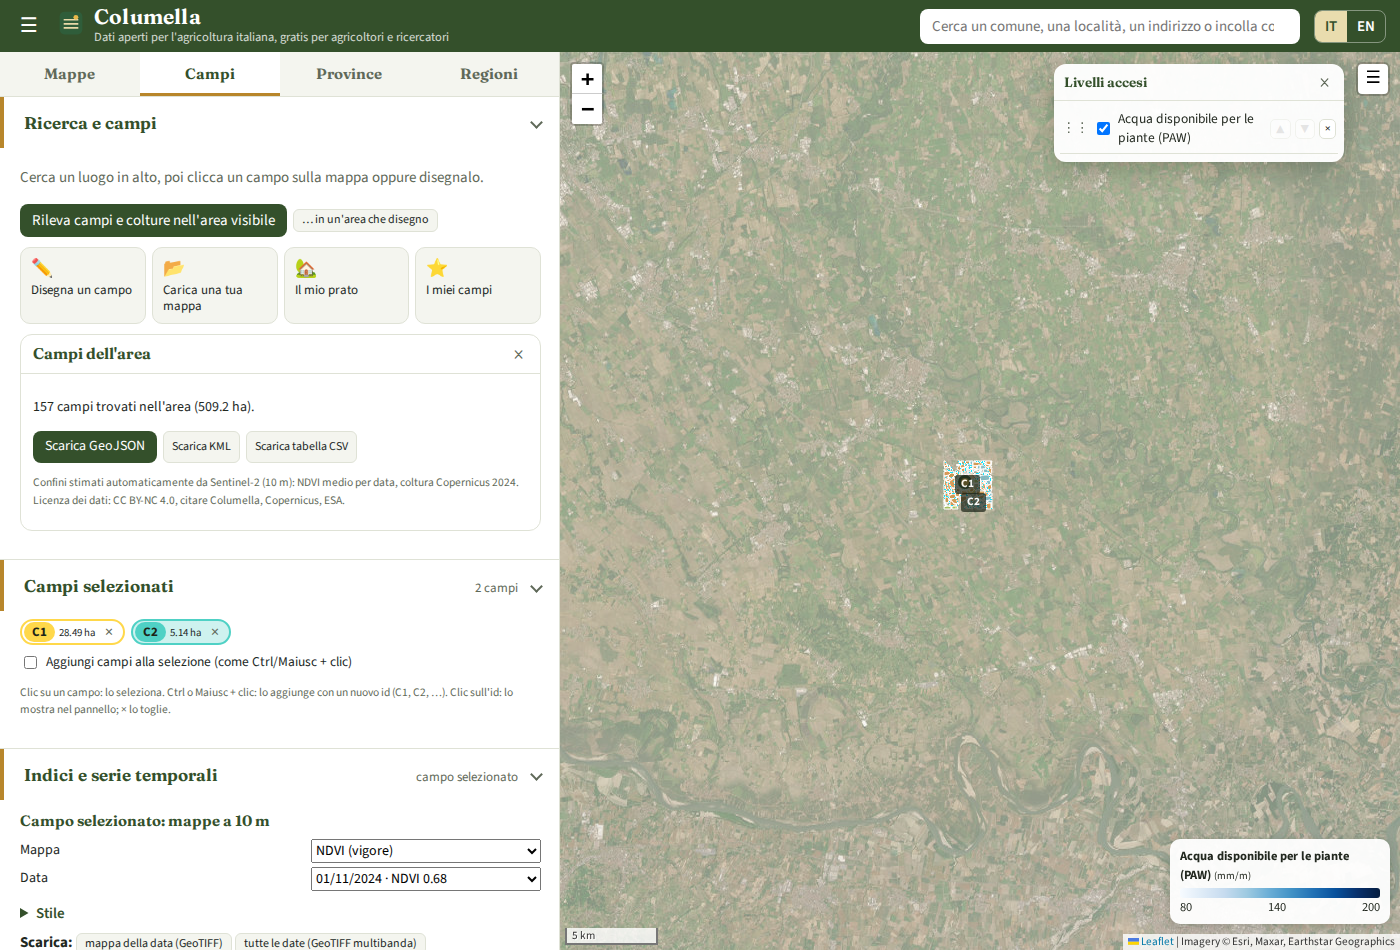 Columella
Dati aperti per l'agricoltura italiana, gratis per agricoltori e ricercatori
Cerca un comune, una località, un indirizzo o incolla cc
IT
EN
Mappe
Campi
Province
Regioni
Ricerca e campi
Cerca un luogo in alto, poi clicca un campo sulla mappa oppure disegnalo.
Rileva campi e colture nell'area visibile
…in un'area che disegno
Disegna un campo
Carica una tua
mappa
Il mio prato
I miei campi
Campi dell'area
157 campi trovati nell'area (509.2 ha).
Scarica GeoJSON
Scarica KML
Scarica tabella CSV
Confini stimati automaticamente da Sentinel-2 (10 m): NDVI medio per data, coltura Copernicus 2024.
Licenza dei dati: CC BY-NC 4.0, citare Columella, Copernicus, ESA.
Campi selezionati
2 campi
C1 28.49 ha ×
C2 5.14 ha ×
Aggiungi campi alla selezione (come Ctrl/Maiusc + clic)
Clic su un campo: lo seleziona. Ctrl o Maiusc + clic: lo aggiunge con un nuovo id (C1, C2, …). Clic sull'id: lo
mostra nel pannello; × lo toglie.
Indici e serie temporali
campo selezionato
Campo selezionato: mappe a 10 m
Mappa
NDVI (vigore)
Data
01/11/2024 · NDVI 0.68
Stile
Scarica:
mappa della data (GeoTIFF)
tutte le date (GeoTIFF multibanda)
+
−
Livelli accesi
Acqua disponibile per le
piante (PAW)
C1
C2
Acqua disponibile per le piante
(PAW) (mm/m)
80
140
200
5 km
Leaflet | Imagery © Esri, Maxar, Earthstar Geographics